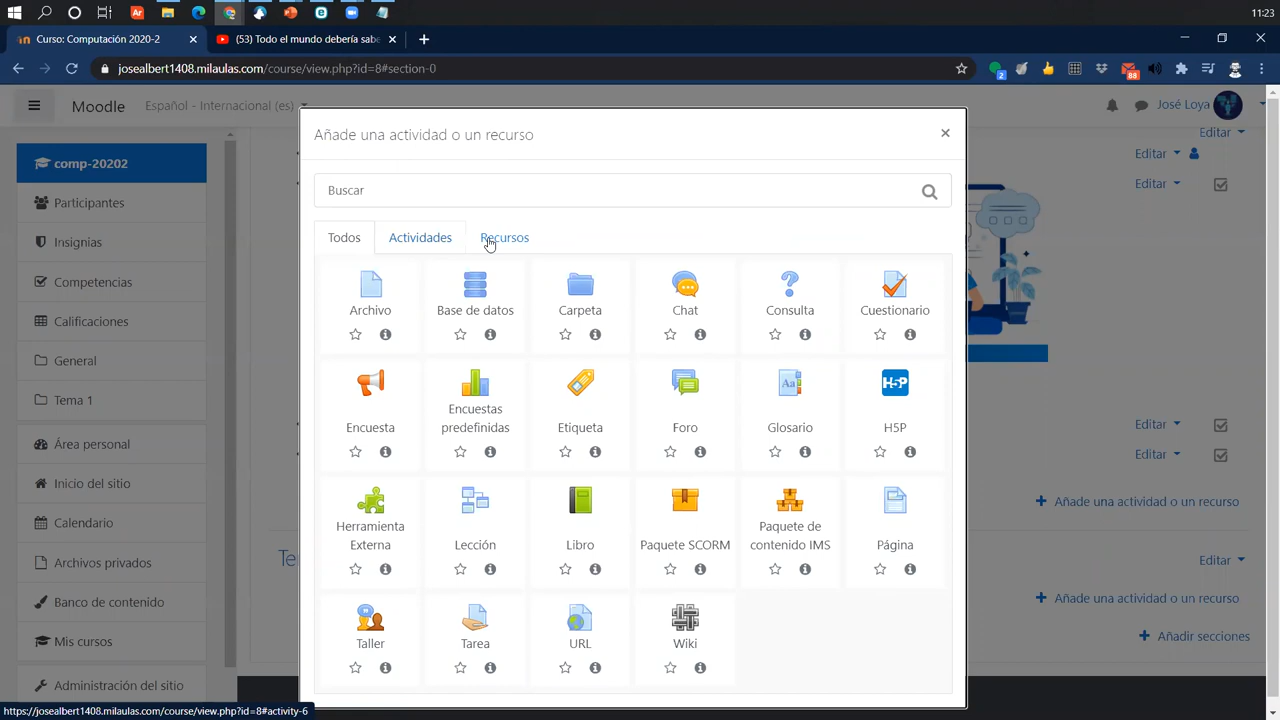 11:23
Curso: Computación 2020-2
(53) Todo el mundo debería sabe
josealbert1408.milaulas.com/course/view.php?id=8#section-0
2
88
Moodle
Español - Internacional (es)
José Loya
Editar
comp-20202
Participantes
Insignias
Competencias
Calificaciones
General
Tema 1
Área personal
Inicio del sitio
Calendario
Archivos privados
Banco de contenido
Mis cursos
Administración del sitio
Añade una actividad o un recurso
Buscar
Todos
Actividades
Recursos
Archivo
Base de datos
Carpeta
Chat
Consulta
Cuestionario
Encuesta
Encuestas
predefinidas
Etiqueta
Foro
Aa
Glosario
H5P
H5P
Herramienta
Externa
Lección
Libro
Paquete SCORM
Paquete de
contenido IMS
Página
Taller
Tarea
URL
Wiki
Editar
Editar
Editar
Editar
Añade una actividad o un recurso
Te
Editar
Añade una actividad o un recurso
Añadir secciones
https://josealbert1408.milaulas.com/course/view.php?id=8#activity-6